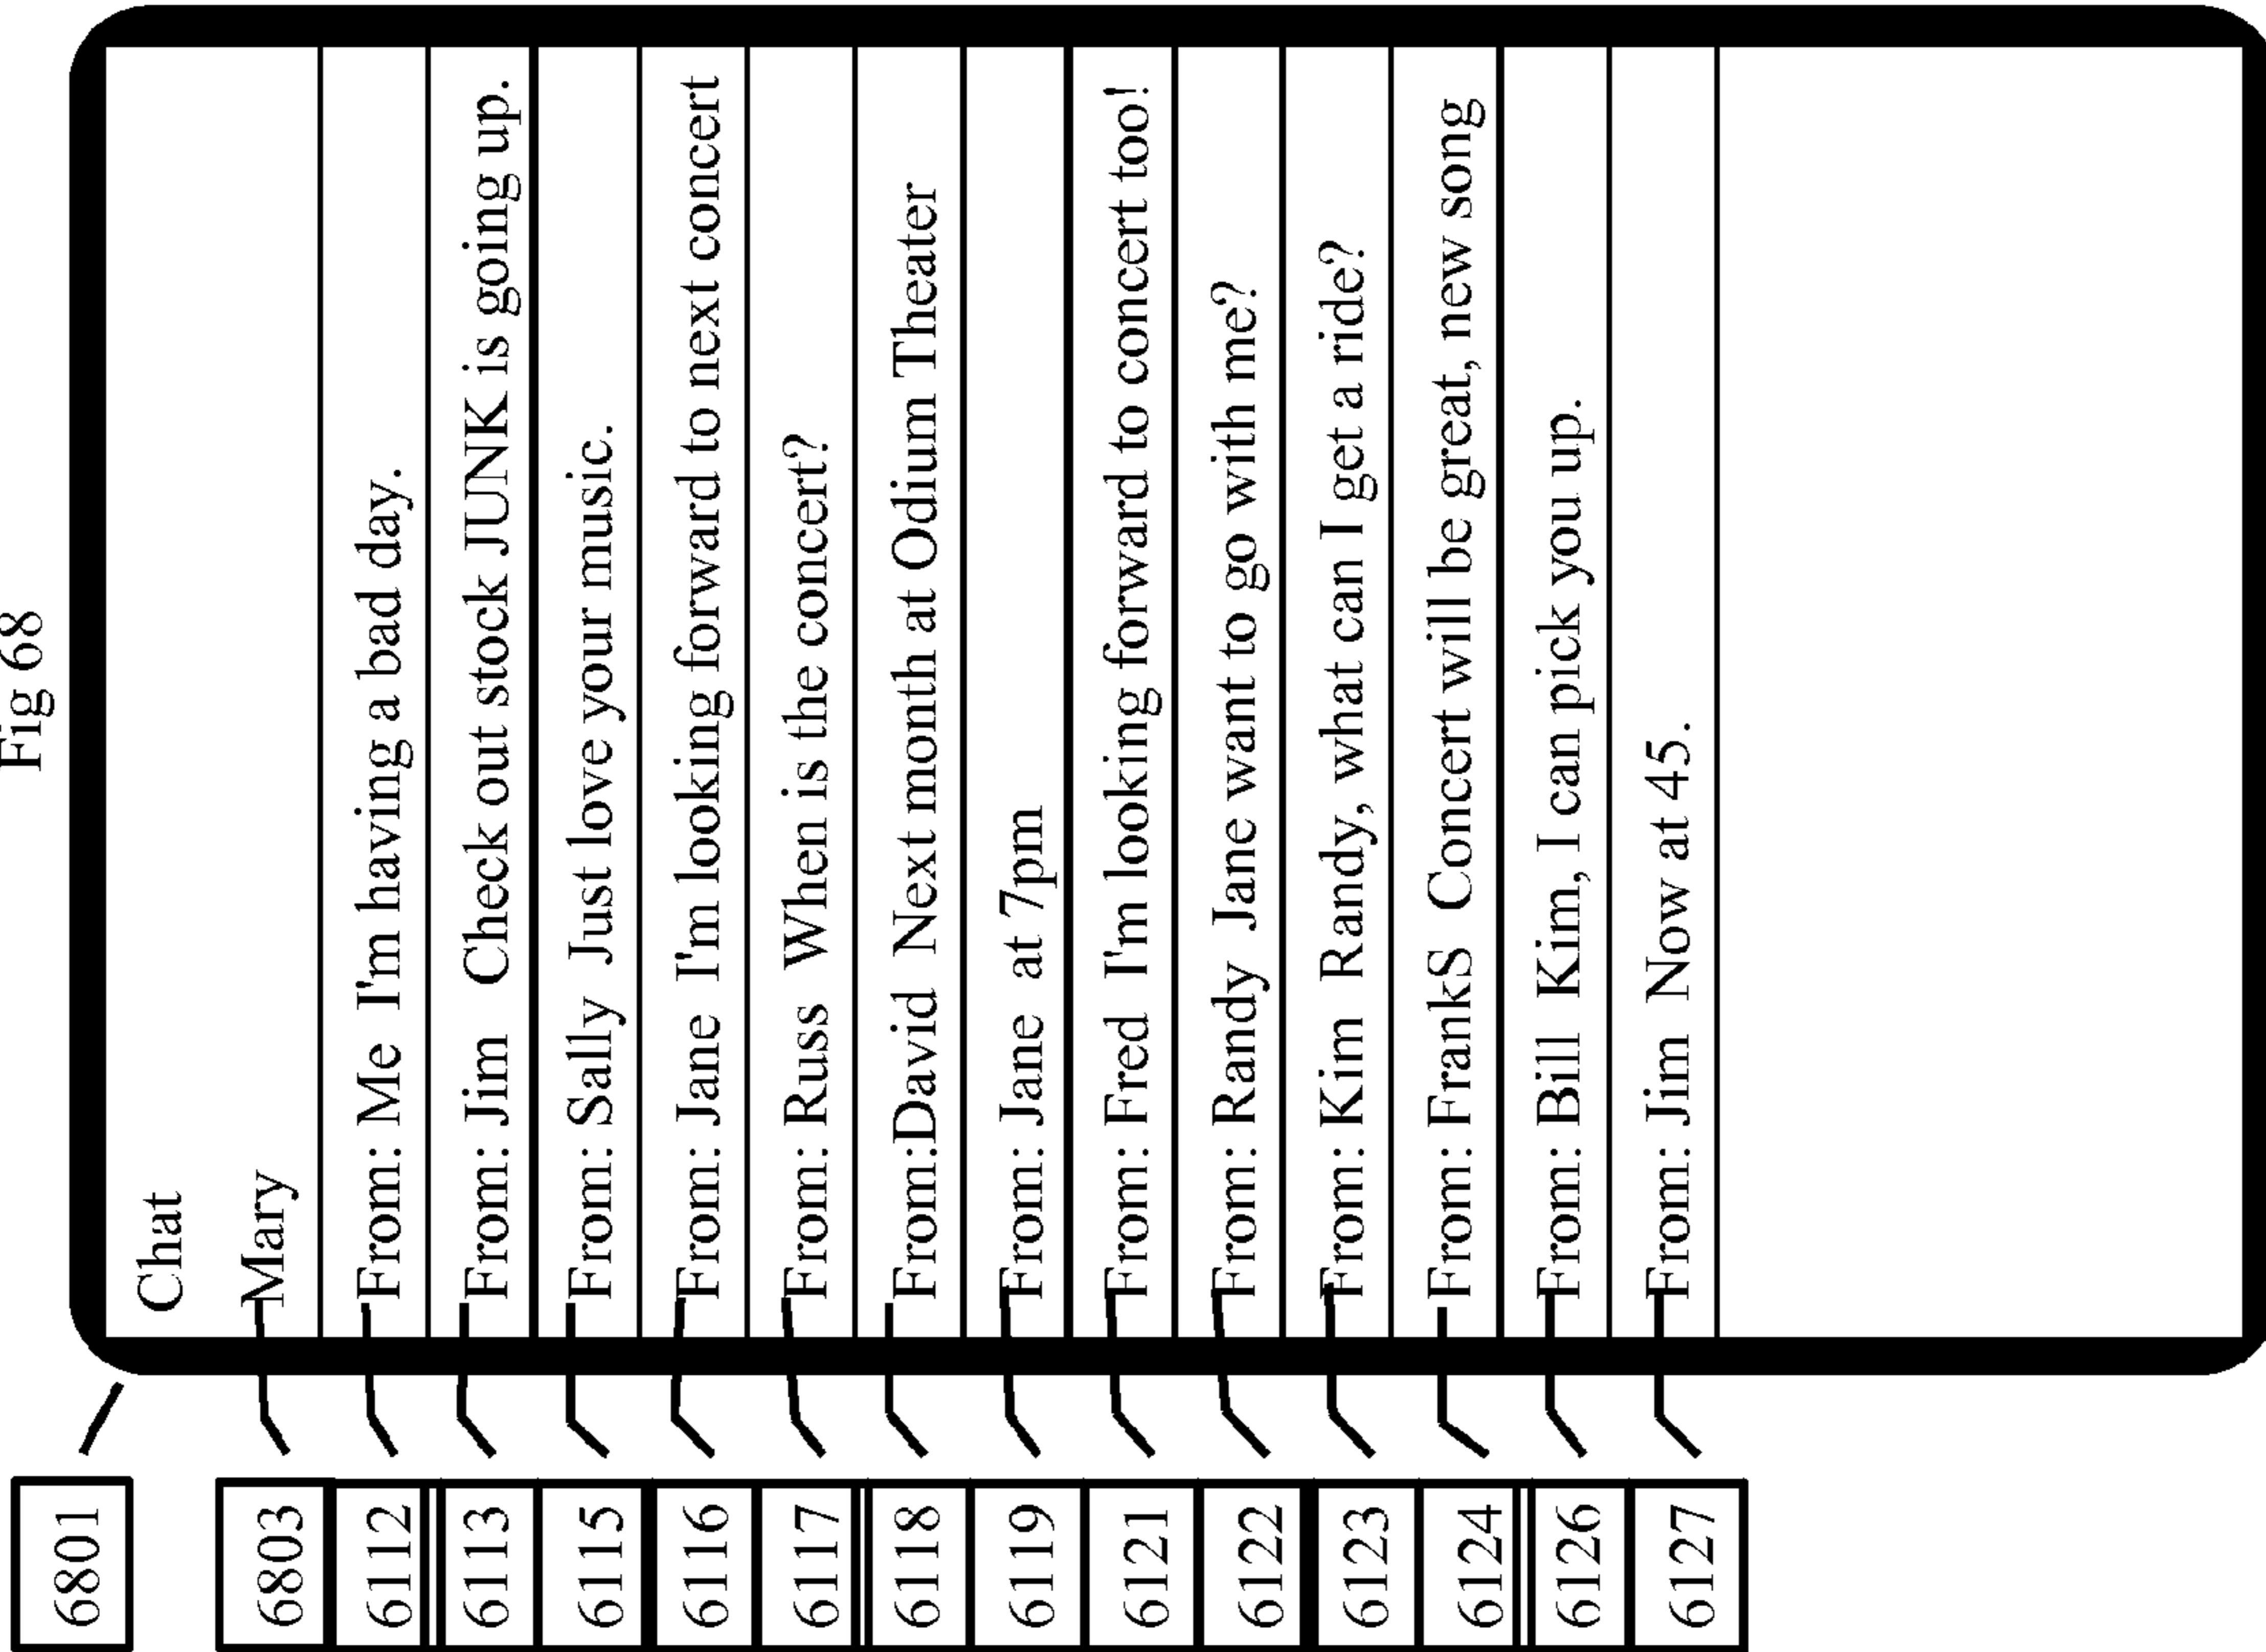 Fig 68
6801
Chat
6803 Mary
6112 From: Me I'm having a bad day.
6113 From: Jim Check out stock JUNK is going up.
6115 From: Sally Just love your music.
6116 From: Jane I'm looking forward to next concert
6117 From: Russ When is the concert?
6118 From:David Next month at Odium Theater
6119 From: Jane at 7pm
6121 From: Fred I'm looking forward to concert too!
6122 From: Randy Jane want to go with me?
6123 From: Kim Randy, what can I get a ride?
6124 From: FrankS Concert will be great, new song
6126 From: Bill Kim, I can pick you up.
6127 From: Jim Now at 45.